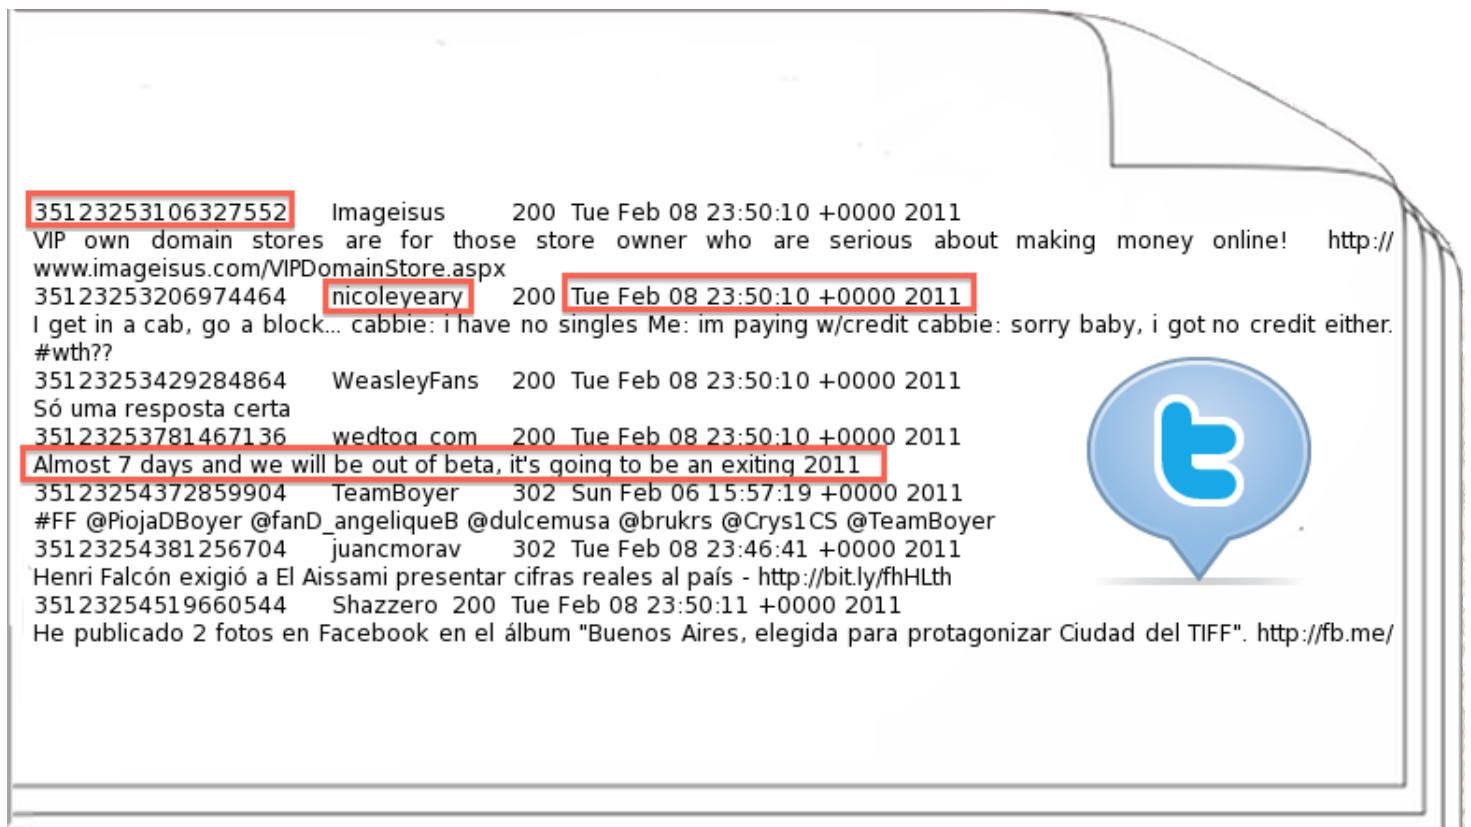 35123253106327552 Imageisus 200 Tue Feb 08 23:50:10 +0000 2011
VIP own domain stores are for those store owner who are serious about making money online! http://
www.imageisus.com/VIPDomainStore.aspx
35123253206974464 nicoleyeary 200 Tue Feb 08 23:50:10 +0000 2011
I get in a cab, go a block... cabbie: i have no singles Me: im paying w/credit cabbie: sorry baby, i got no credit either.
#wth??
35123253429284864 WeasleyFans 200 Tue Feb 08 23:50:10 +0000 2011
Só uma resposta certa
35123253781467136 wedtog_com 200 Tue Feb 08 23:50:10 +0000 2011
Almost 7 days and we will be out of beta, it's going to be an exiting 2011
35123254372859904 TeamBoyer 302 Sun Feb 06 15:57:19 +0000 2011
#FF @PiojaDBoyer @fanD_angeliqueB @dulcemusa @brukrs @Crys1CS @TeamBoyer
35123254381256704 juancmorav 302 Tue Feb 08 23:46:41 +0000 2011
Henri Falcón exigió a El Aissami presentar cifras reales al país - http://bit.ly/fhHLth
35123254519660544 Shazzero 200 Tue Feb 08 23:50:11 +0000 2011
He publicado 2 fotos en Facebook en el álbum "Buenos Aires, elegida para protagonizar Ciudad del TIFF". http://fb.me/